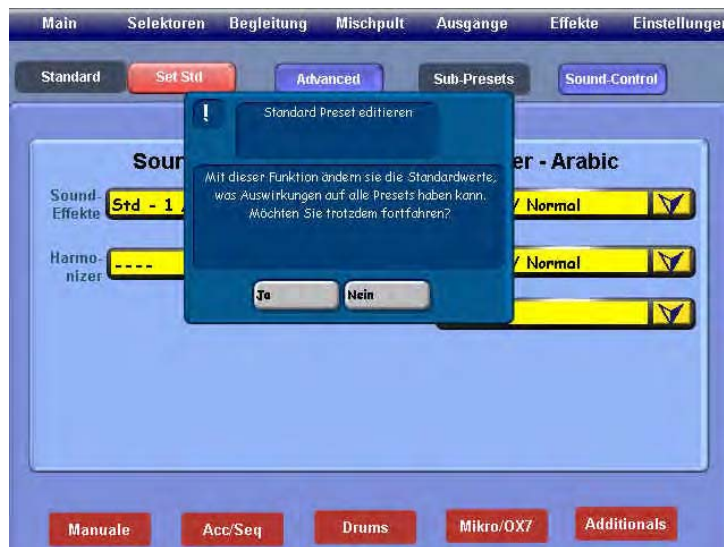 Main Selektoren Begleitung Mischpult Ausgänge Effekte Einstellunge
Standard Set Std Advanced Sub-Presets Sound-Control
! Standard Preset editieren
Sour er - Arabic
Mit dieser Funktion ändern sie die Standardwerte,
was Auswirkungen auf alle Presets haben kann.
Möchten Sie trotzdem fortfahren?
Sound-
Effekte Std - 1 / Normal
Harmo-
nizer ---- / Normal
Ja Nein
Manuale Acc/Seq Drums Mikro/OX7 Additionals